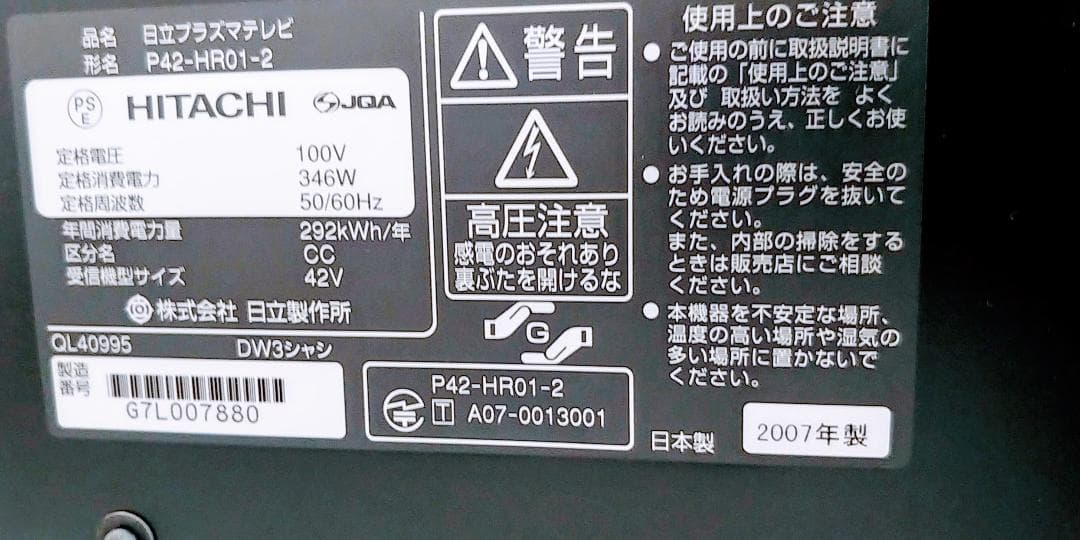 品名 日立プラズマテレビ
形名 P42-HR01-2
PS
E
HITACHI JQA
定格電圧 100V
定格消費電力 346W
定格周波数 50/60Hz
年間消費電力量 292kWh/年
区分名 CC
受信機型サイズ 42V
株式会社 日立製作所
QL40995 DW3シャシ
製造
番号
G7L007880
警告
高圧注意
感電のおそれあり
裏ぶたを開けるな
G
P42-HR01-2
T A07-0013001
使用上のご注意
●ご使用の前に取扱説明書に
記載の「使用上のご注意」
及び 取扱い方法を よく
お読みのうえ、正しくお使
いください。
●お手入れの際は、安全の
ため電源プラグを抜いて
ください。
また、内部の掃除をする
ときは販売店にご相談
ください。
●本機器を不安定な場所、
温度の高い場所や湿気の
多い場所に置かないで
ください。
日本製 2007年製